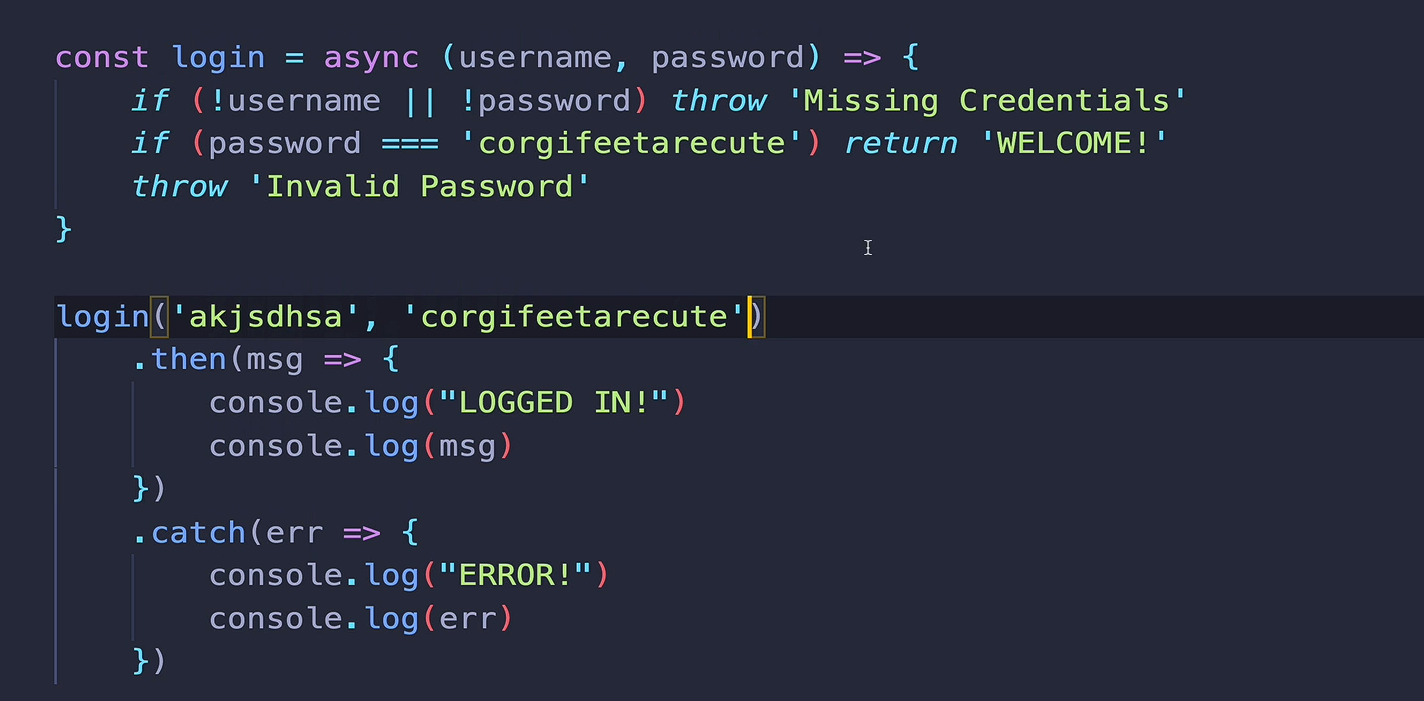 const login = async (username, password) => {
    if (!username || !password) throw 'Missing Credentials'
    if (password === 'corgifeetarecute') return 'WELCOME!'
    throw 'Invalid Password'
}
login('akjsdhsa', 'corgifeetarecute')
    .then(msg => {
        console.log("LOGGED IN!")
        console.log(msg)
    })
    .catch(err => {
        console.log("ERROR!")
        console.log(err)
    })